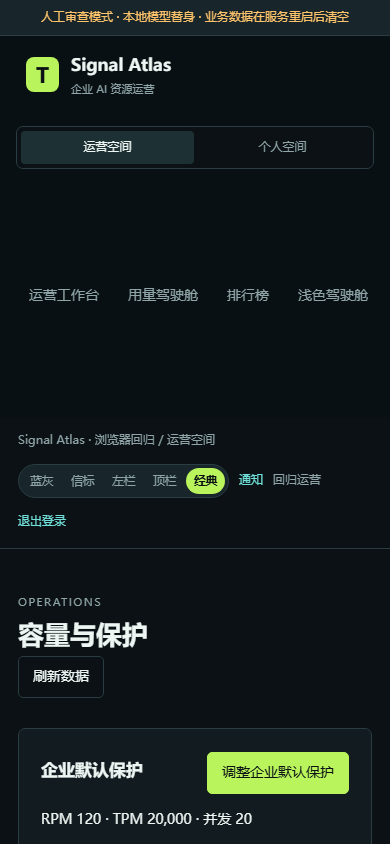 人工审查模式 · 本地模型替身 · 业务数据在服务重启后清空
T
Signal Atlas
企业 AI 资源运营
运营空间 个人空间
运营工作台 用量驾驶舱 排行榜 浅色驾驶舱
Signal Atlas · 浏览器回归 / 运营空间
蓝灰 信标 左栏 顶栏 经典 通知 回归运营
退出登录
OPERATIONS
容量与保护
刷新数据
企业默认保护 调整企业默认保护
RPM 120 · TPM 20,000 · 并发 20